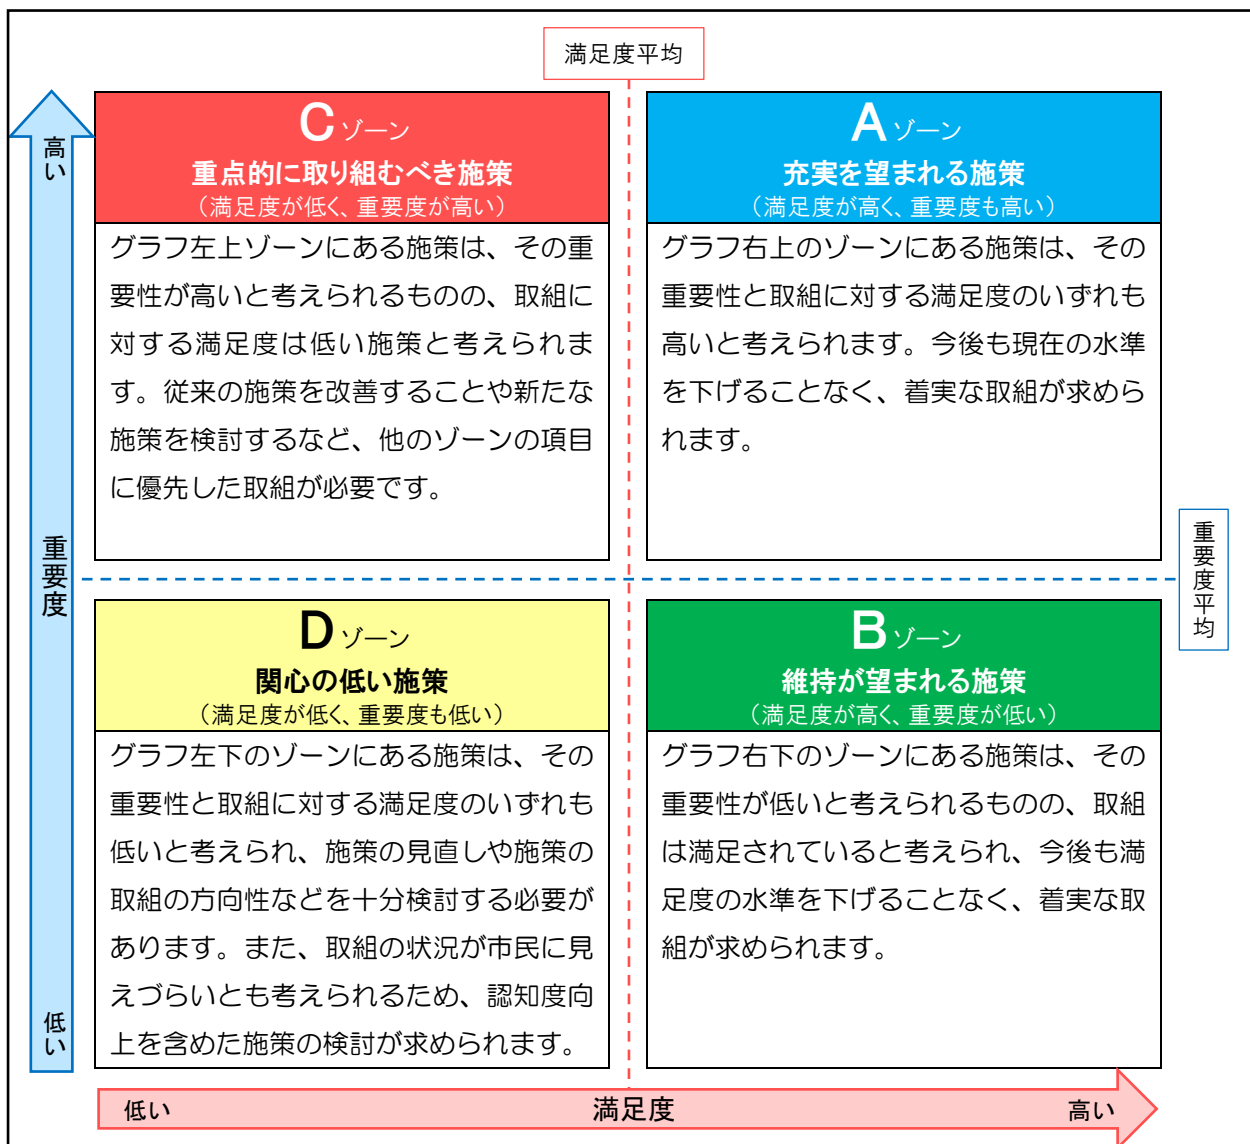 満足度平均
高い
重要度
低い
Cゾーン
重点的に取り組むべき施策
（満足度が低く、重要度が高い）
グラフ左上ゾーンにある施策は、その重
要性が高いと考えられるものの、取組に
対する満足度は低い施策と考えられま
す。従来の施策を改善することや新たな
施策を検討するなど、他のゾーンの項目
に優先した取組が必要です。
Aゾーン
充実を望まれる施策
（満足度が高く、重要度も高い）
グラフ右上のゾーンにある施策は、その
重要性と取組に対する満足度のいずれも
高いと考えられます。今後も現在の水準
を下げることなく、着実な取組が求めら
れます。
重要度平均
Dゾーン
関心の低い施策
（満足度が低く、重要度も低い）
グラフ左下のゾーンにある施策は、その
重要性と取組に対する満足度のいずれも
低いと考えられ、施策の見直しや施策の
取組の方向性などを十分検討する必要が
あります。また、取組の状況が市民に見
えづらいとも考えられるため、認知度向
上を含めた施策の検討が求められます。
Bゾーン
維持が望まれる施策
（満足度が高く、重要度が低い）
グラフ右下のゾーンにある施策は、その
重要性が低いと考えられるものの、取組
は満足されていると考えられ、今後も満
足度の水準を下げることなく、着実な取
組が求められます。
低い 満足度 高い